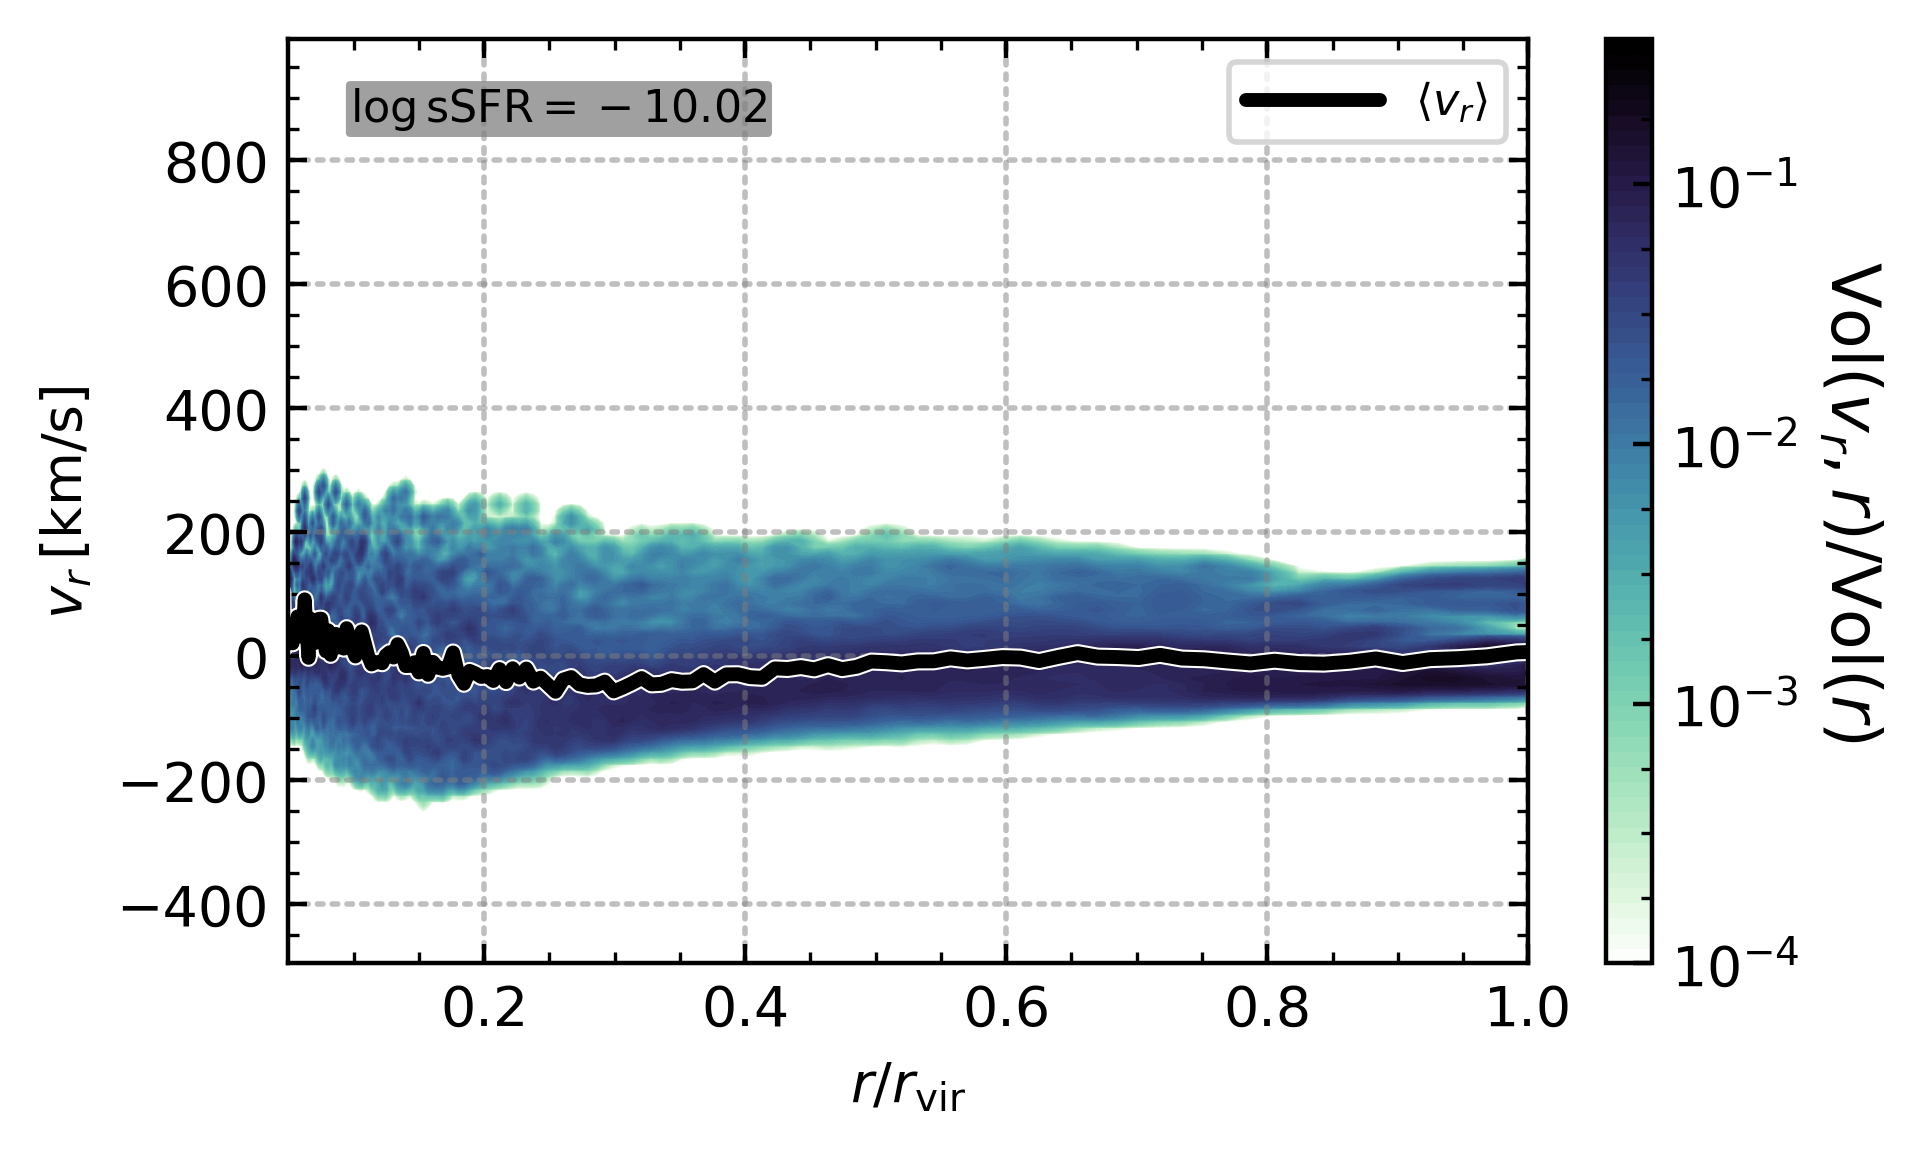 log sSFR = − 10.02
⟨v_r⟩
800
600
400
200
0
−200
−400
v_r [km/s]
0.2 0.4 0.6 0.8 1.0
r/r_vir
10^−1
10^−2
10^−3
10^−4
Vol(v_r, r)/Vol(r)